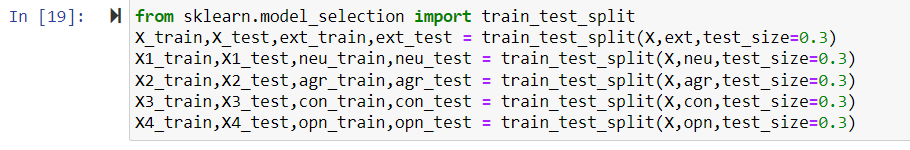 In [19]:
from sklearn.model_selection import train_test_split
X_train,X_test,ext_train,ext_test = train_test_split(X,ext,test_size=0.3)
X1_train,X1_test,neu_train,neu_test = train_test_split(X,neu,test_size=0.3)
X2_train,X2_test,agr_train,agr_test = train_test_split(X,agr,test_size=0.3)
X3_train,X3_test,con_train,con_test = train_test_split(X,con,test_size=0.3)
X4_train,X4_test,opn_train,opn_test = train_test_split(X,opn,test_size=0.3)